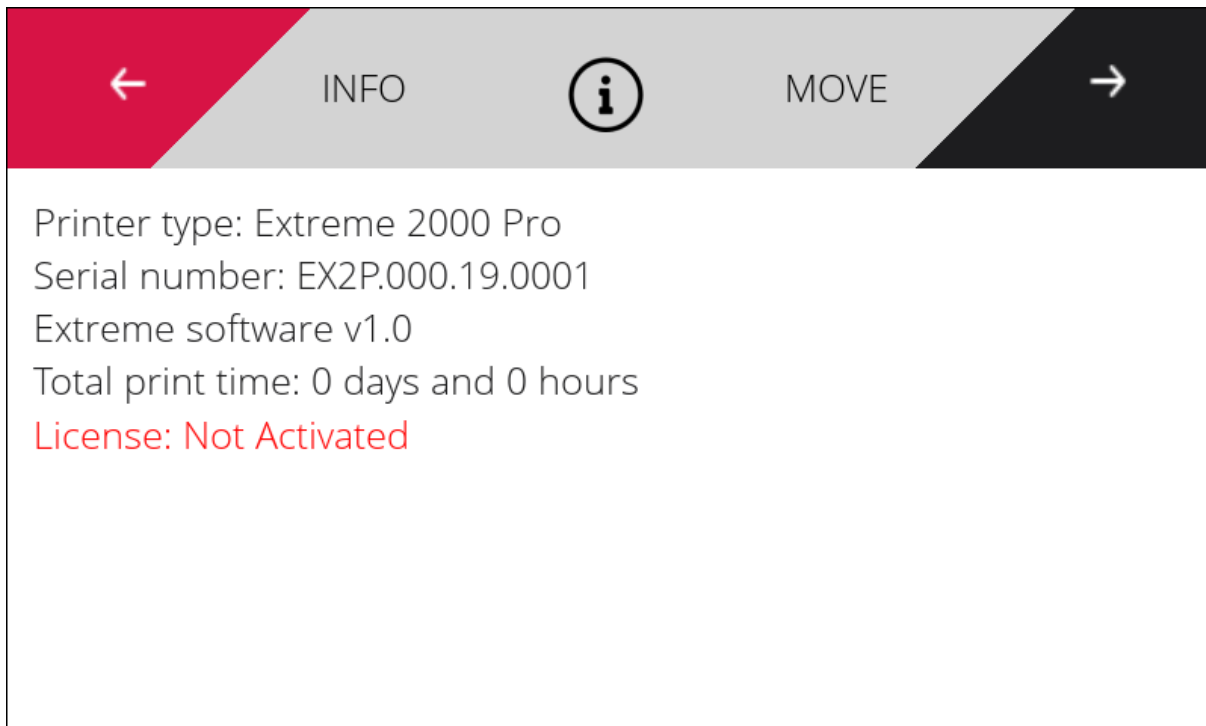 INFO
MOVE
Printer type: Extreme 2000 Pro
Serial number: EX2P.000.19.0001
Extreme software v1.0
Total print time: 0 days and 0 hours
License: Not Activated